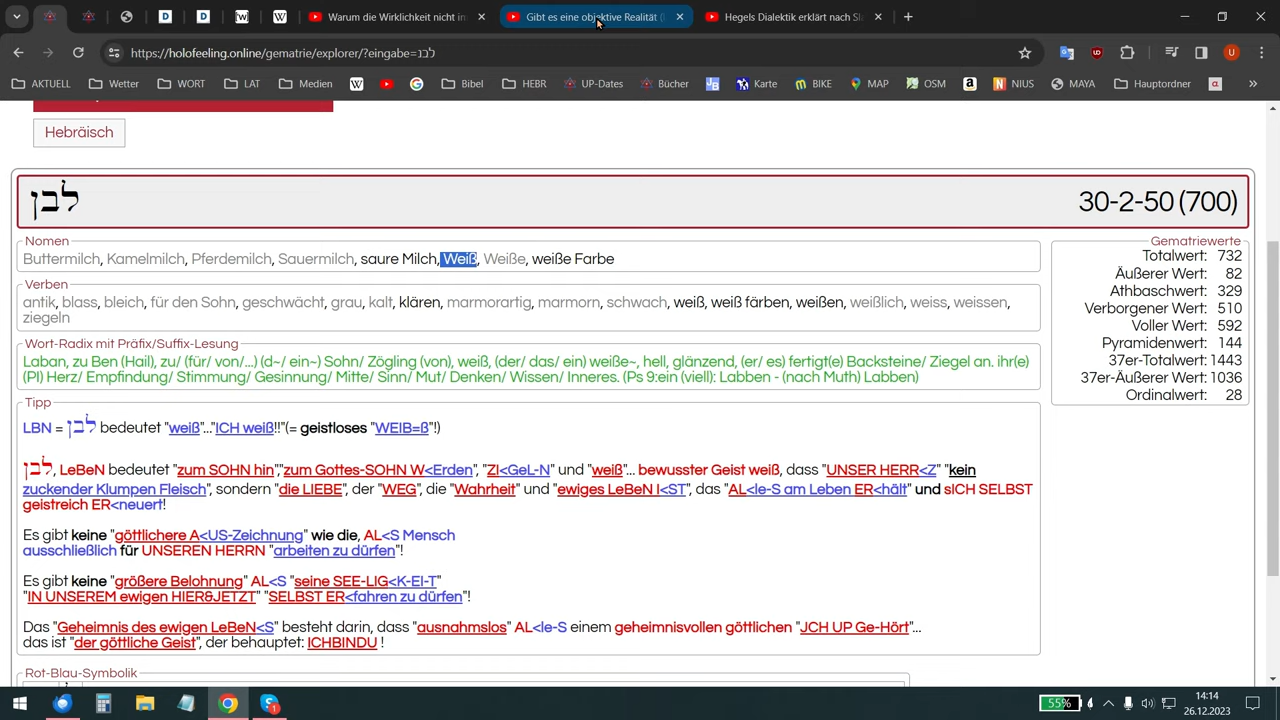 Warum die Wirklichkeit nicht in
Gibt es eine objektive Realität (
Hegels Dialektik erklärt nach Sla
https://holofeeling.online/gematrie/explorer/?eingabe=לבן
U
AKTUELL
Wetter
WORT
LAT
Medien
Bibel
HEBR
UP-Dates
Bücher
Karte
BIKE
MAP
OSM
NIUS
MAYA
Hauptordner
Hebräisch
לבן
30-2-50 (700)
Nomen
Buttermilch, Kamelmilch, Pferdemilch, Sauermilch, saure Milch, Weiß, Weiße, weiße Farbe
Verben
antik, blass, bleich, für den Sohn, geschwächt, grau, kalt, klären, marmorartig, marmorn, schwach, weiß, weiß färben, weißen, weißlich, weiss, weissen,
ziegeln
Wort-Radix mit Präfix/Suffix-Lesung
Laban, zu Ben (Hail), zu/ (für/ von/...) (d~/ ein~) Sohn/ Zögling (von), weiß, (der/ das/ ein) weiße~, hell, glänzend, (er/ es) fertigt(e) Backsteine/ Ziegel an. ihr(e)
(Pl) Herz/ Empfindung/ Stimmung/ Gesinnung/ Mitte/ Sinn/ Mut/ Denken/ Wissen/ Inneres. (Ps 9:ein (viell): Labben - (nach Muth) Labben)
Tipp
LBN = לבן bedeutet "weiß"..."ICH weiß!!"(= geistloses "WEIB=ß"!)
לבן, LeBeN bedeutet "zum SOHN hin","zum Gottes-SOHN W<Erden", "ZI<GeL-N" und "weiß"... bewusster Geist weiß, dass "UNSER HERR<Z" "kein
zuckender Klumpen Fleisch", sondern "die LIEBE", der "WEG", die "Wahrheit" und "ewiges LeBeN I<ST", das "AL<le-S am Leben ER<hält" und sICH SELBST
geistreich ER<neuert!
Es gibt keine "göttlichere A<US-Zeichnung" wie die, AL<S Mensch
ausschließlich für UNSEREN HERRN "arbeiten zu dürfen"!
Es gibt keine "größere Belohnung" AL<S "seine SEE-LIG<K-EI-T"
"IN UNSEREM ewigen HIER&JETZT" "SELBST ER<fahren zu dürfen"!
Das "Geheimnis des ewigen LeBeN<S" besteht darin, dass "ausnahmslos" AL<le-S einem geheimnisvollen göttlichen "JCH UP Ge-Hört"...
das ist "der göttliche Geist", der behauptet: ICHBINDU !
Rot-Blau-Symbolik
Gematriewerte
Totalwert: 732
Äußerer Wert: 82
Athbaschwert: 329
Verborgener Wert: 510
Voller Wert: 592
Pyramidenwert: 144
37er-Totalwert: 1443
37er-Äußerer Wert: 1036
Ordinalwert: 28
55%
14:14
26.12.2023